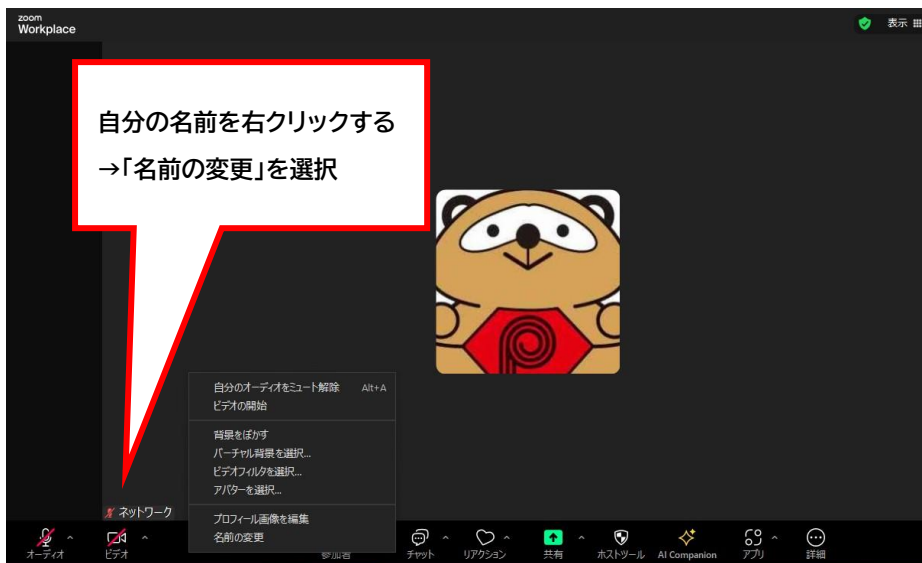 zoom
Workplace
表示
自分の名前を右クリックする
→「名前の変更」を選択
自分のオーディオをミュート解除 Alt+A
ビデオの開始
背景をぼかす
バーチャル背景を選択...
ビデオフィルタを選択...
アバターを選択...
プロフィール画像を編集
名前の変更
ネットワーク
オーディオ
ビデオ
参加者
チャット
リアクション
共有
ホストツール
AI Companion
アプリ
詳細